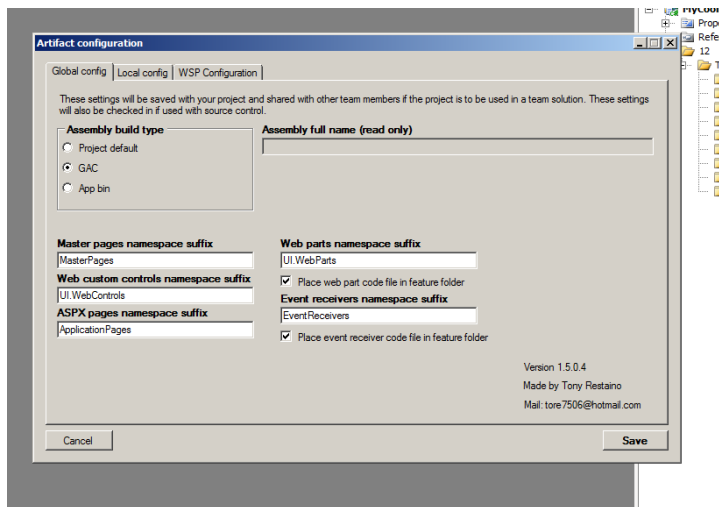 MyCool
Prope
Refe
12
T
Artifact configuration
Global config
Local config
WSP Configuration
These settings will be saved with your project and shared with other team members if the project is to be used in a team solution. These settings
will also be checked in if used with source control.
Assembly build type
Project default
GAC
App bin
Assembly full name (read only)
Master pages namespace suffix
MasterPages
Web custom controls namespace suffix
UI.WebControls
ASPX pages namespace suffix
ApplicationPages
Web parts namespace suffix
UI.WebParts
Place web part code file in feature folder
Event receivers namespace suffix
EventReceivers
Place event receiver code file in feature folder
Version 1.5.0.4
Made by Tony Restaino
Mail: tore7506@hotmail.com
Cancel
Save